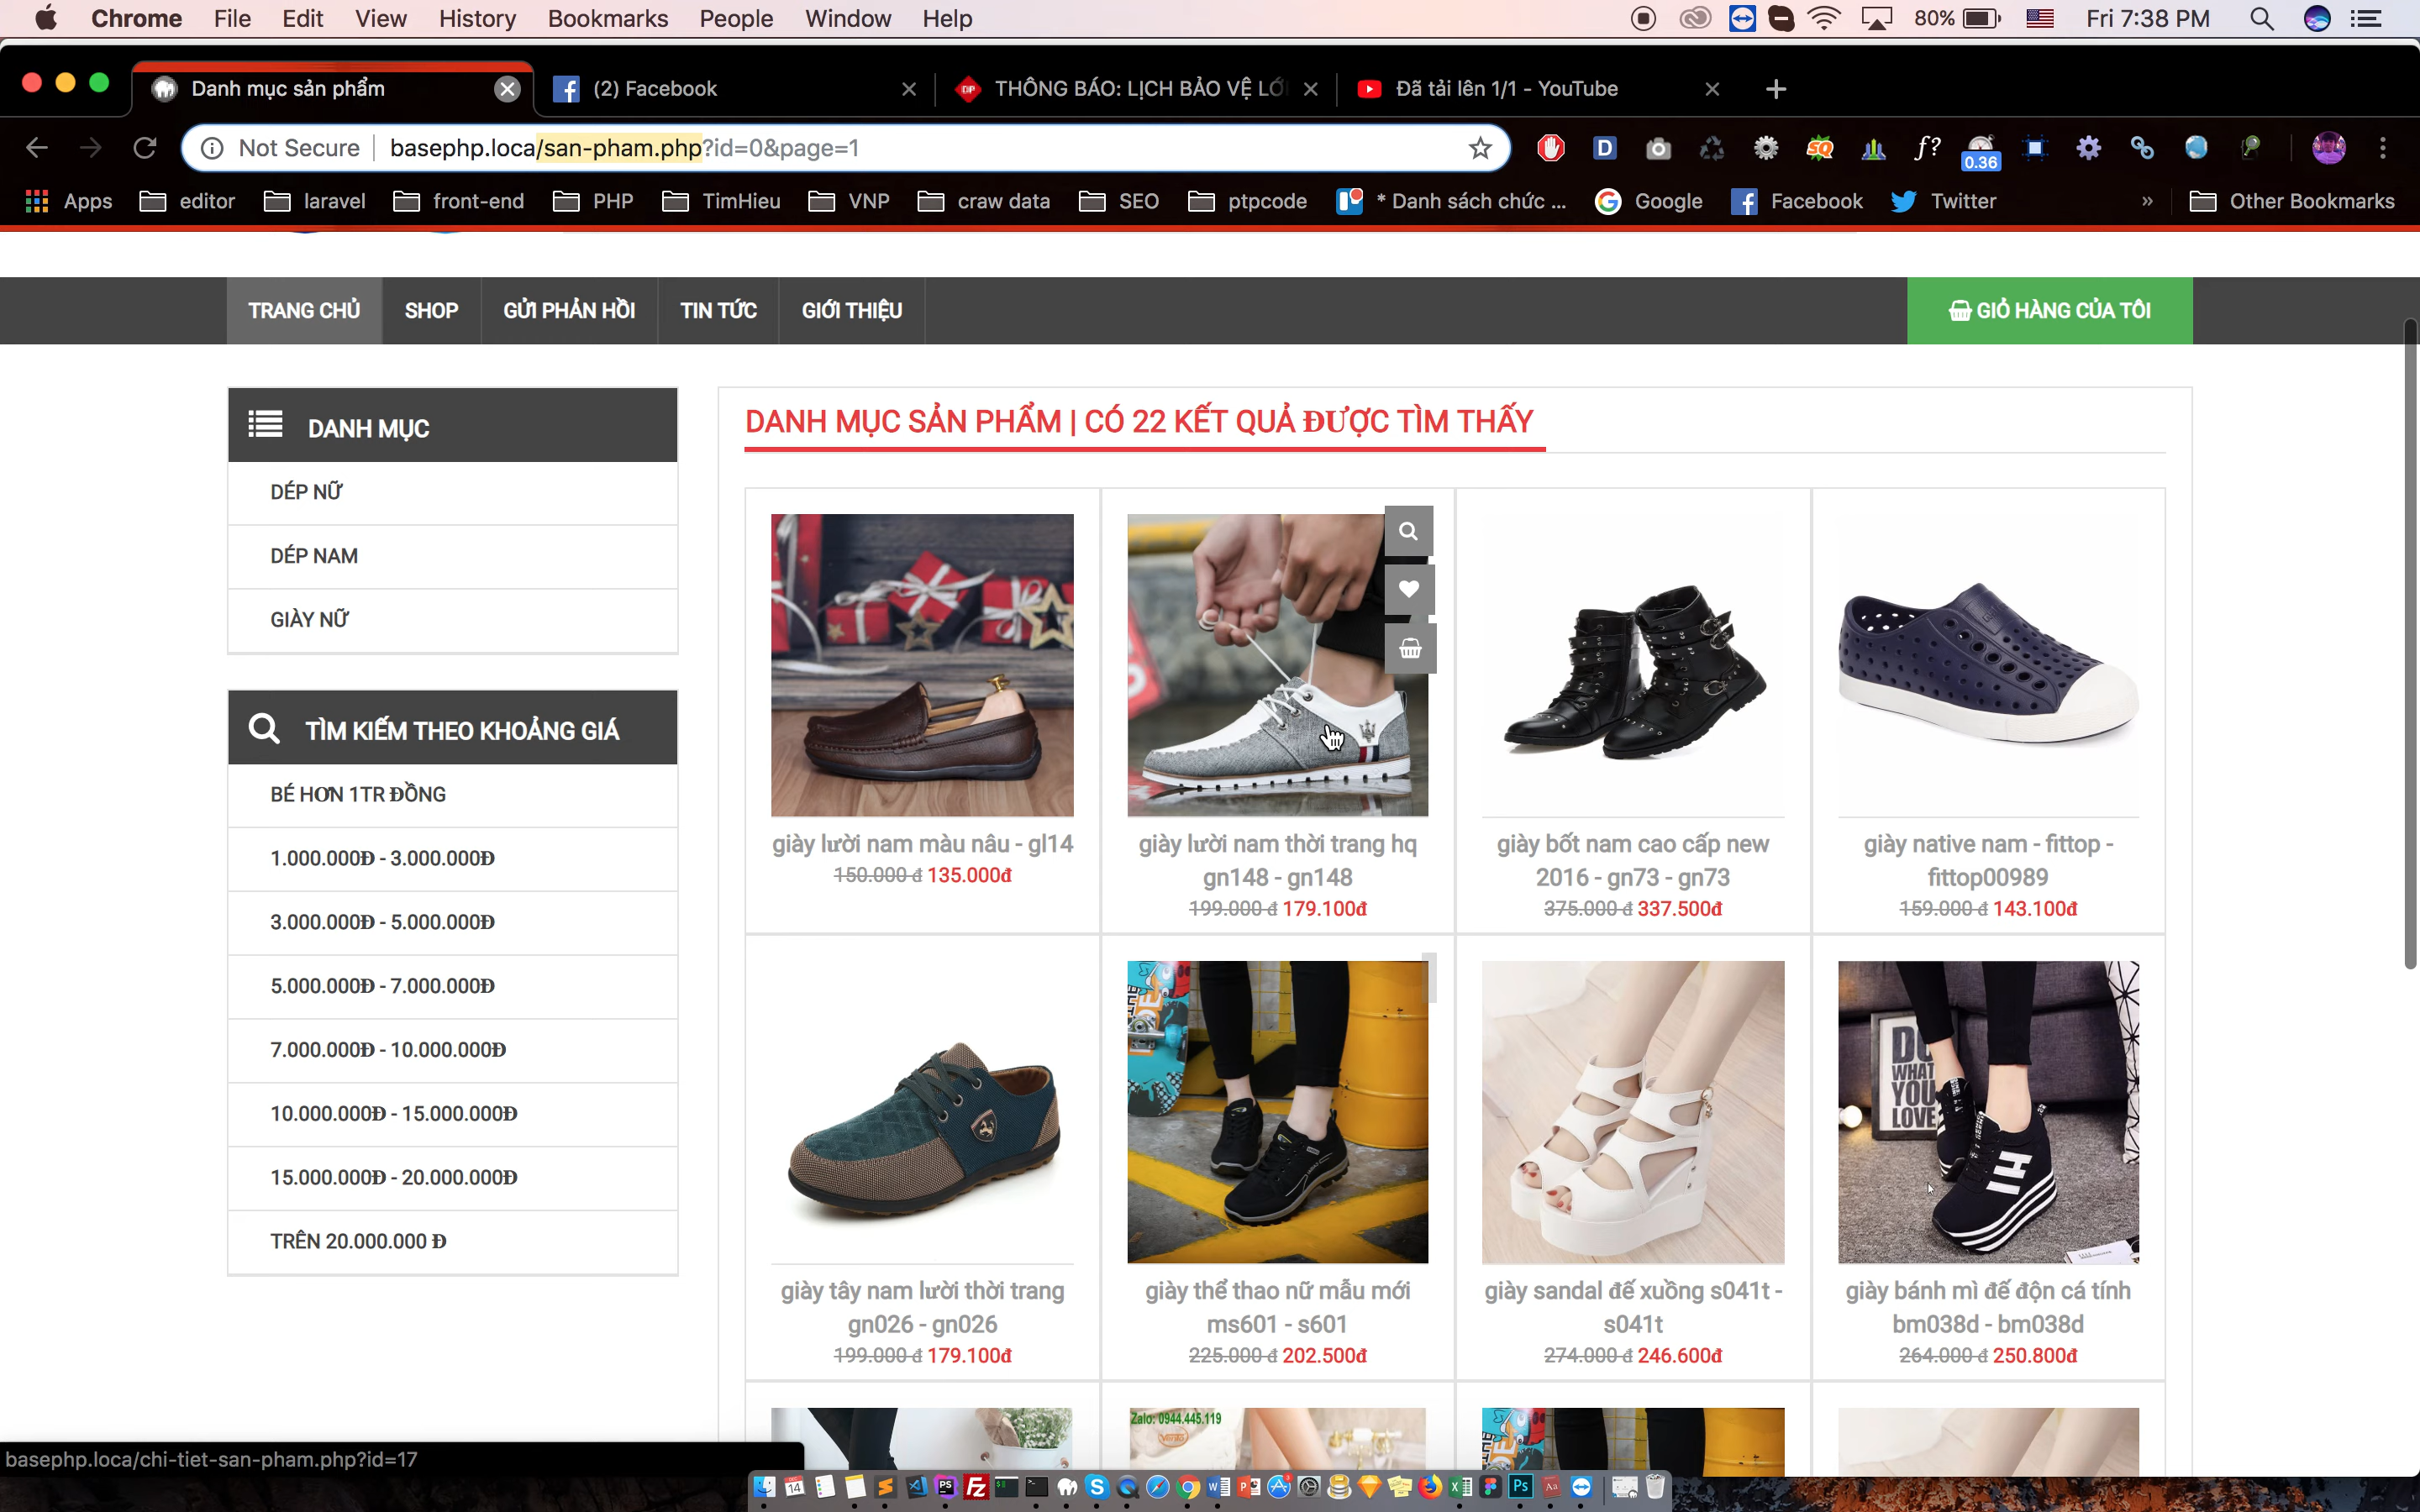 Chrome File Edit View History Bookmarks People Window Help 80% Fri 7:38 PM
Danh mục sản phẩm (2) Facebook THÔNG BÁO: LỊCH BẢO VỆ LỚ Đã tải lên 1/1 - YouTube
Not Secure basephp.loca/san-pham.php?id=0&page=1 0.36
Apps editor laravel front-end PHP TimHieu VNP craw data SEO ptpcode * Danh sách chức ... Google Facebook Twitter » Other Bookmarks
TRANG CHỦ SHOP GỬI PHẢN HỒI TIN TỨC GIỚI THIỆU GIỎ HÀNG CỦA TÔI
DANH MỤC
DÉP NỮ
DÉP NAM
GIÀY NỮ
TÌM KIẾM THEO KHOẢNG GIÁ
BÉ HƠN 1TR ĐỒNG
1.000.000Đ - 3.000.000Đ
3.000.000Đ - 5.000.000Đ
5.000.000Đ - 7.000.000Đ
7.000.000Đ - 10.000.000Đ
10.000.000Đ - 15.000.000Đ
15.000.000Đ - 20.000.000Đ
TRÊN 20.000.000 Đ
DANH MỤC SẢN PHẨM | CÓ 22 KẾT QUẢ ĐƯỢC TÌM THẤY
giày lười nam màu nâu - gl14
150.000 đ 135.000đ
giày lười nam thời trang hq
gn148 - gn148
199.000 đ 179.100đ
giày bốt nam cao cấp new
2016 - gn73 - gn73
375.000 đ 337.500đ
giày native nam - fittop -
fittop00989
159.000 đ 143.100đ
giày tây nam lười thời trang
gn026 - gn026
199.000 đ 179.100đ
giày thể thao nữ mẫu mới
ms601 - s601
225.000 đ 202.500đ
giày sandal đế xuồng s041t -
s041t
274.000 đ 246.600đ
WHAT
YOU
LOVE
giày bánh mì đế độn cá tính
bm038d - bm038d
264.000 đ 250.800đ
Zalo: 0944.445.119
basephp.loca/chi-tiet-san-pham.php?id=17